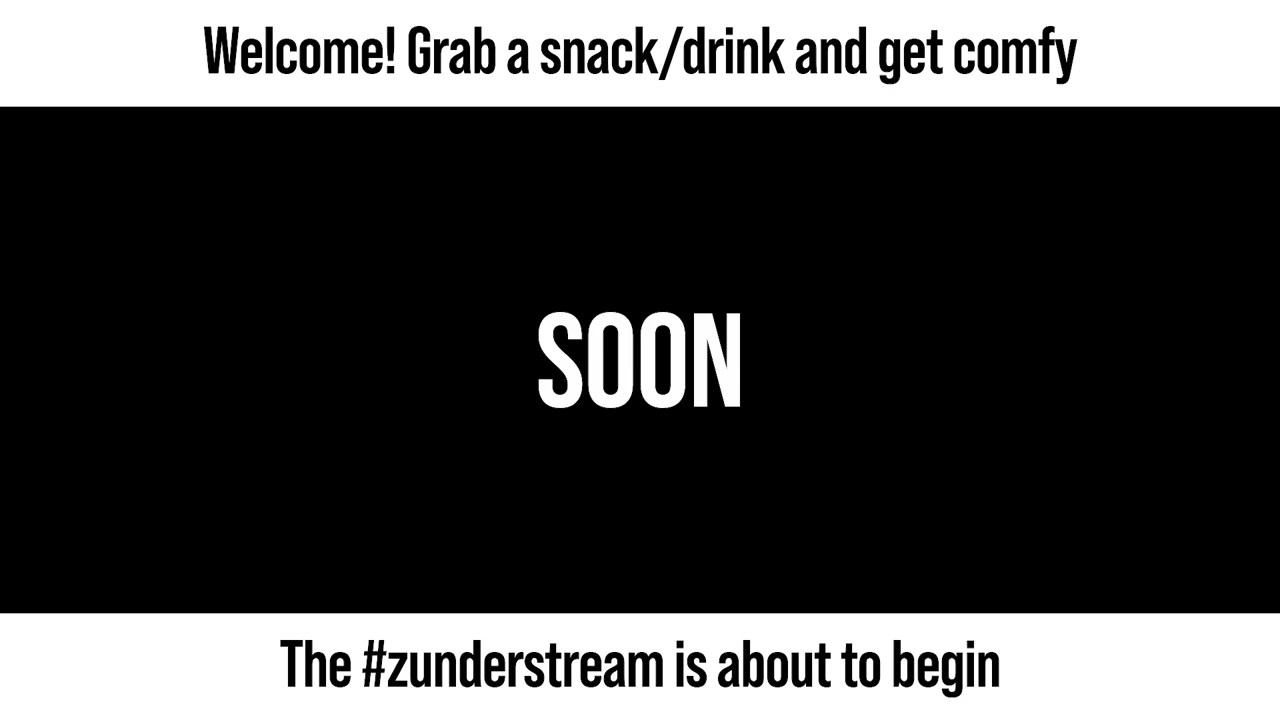 Welcome! Grab a snack/drink and get comfy
SOON
The #zunderstream is about to begin